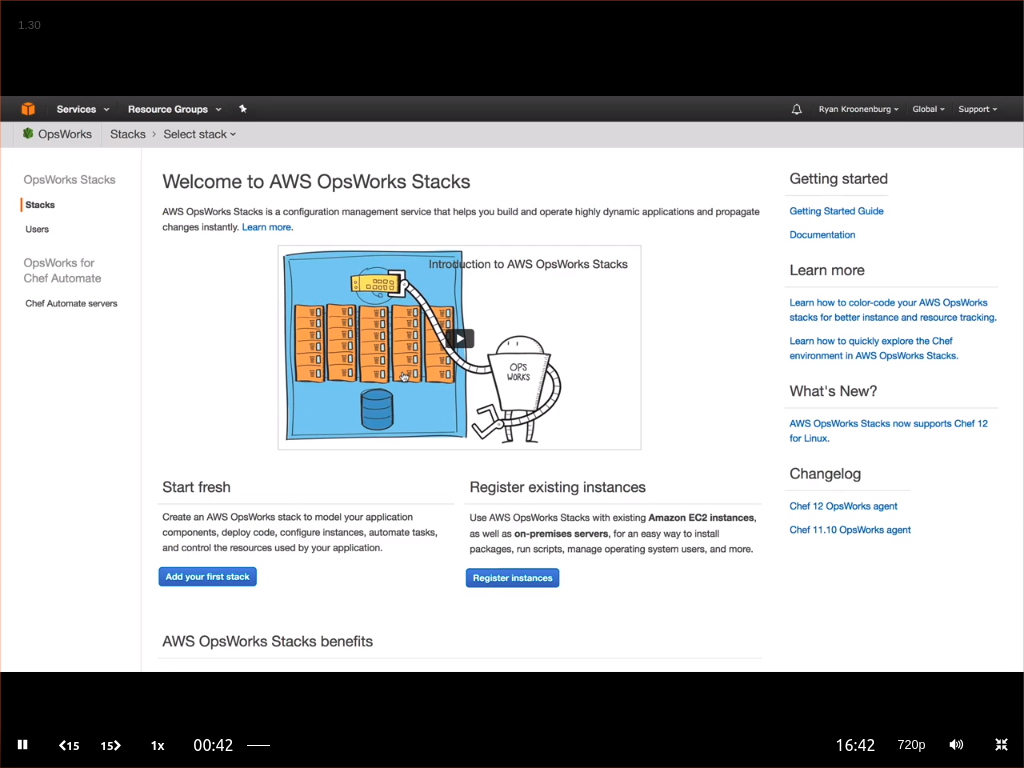 1.30
Services
Resource Groups
Ryan Kroonenburg
Global
Support
OpsWorks
Stacks
Select stack
OpsWorks Stacks
Stacks
Users
OpsWorks for
Chef Automate
Chef Automate servers
Welcome to AWS OpsWorks Stacks
AWS OpsWorks Stacks is a configuration management service that helps you build and operate highly dynamic applications and propagate
changes instantly. Learn more.
Introduction to AWS OpsWorks Stacks
OPS
WORKS
Start fresh
Create an AWS OpsWorks stack to model your application
components, deploy code, configure instances, automate tasks,
and control the resources used by your application.
Add your first stack
Register existing instances
Use AWS OpsWorks Stacks with existing Amazon EC2 instances,
as well as on-premises servers, for an easy way to install
packages, run scripts, manage operating system users, and more.
Register instances
AWS OpsWorks Stacks benefits
Getting started
Getting Started Guide
Documentation
Learn more
Learn how to color-code your AWS OpsWorks
stacks for better instance and resource tracking.
Learn how to quickly explore the Chef
environment in AWS OpsWorks Stacks.
What's New?
AWS OpsWorks Stacks now supports Chef 12
for Linux.
Changelog
Chef 12 OpsWorks agent
Chef 11.10 OpsWorks agent
15
15
1x
00:42
16:42
720p